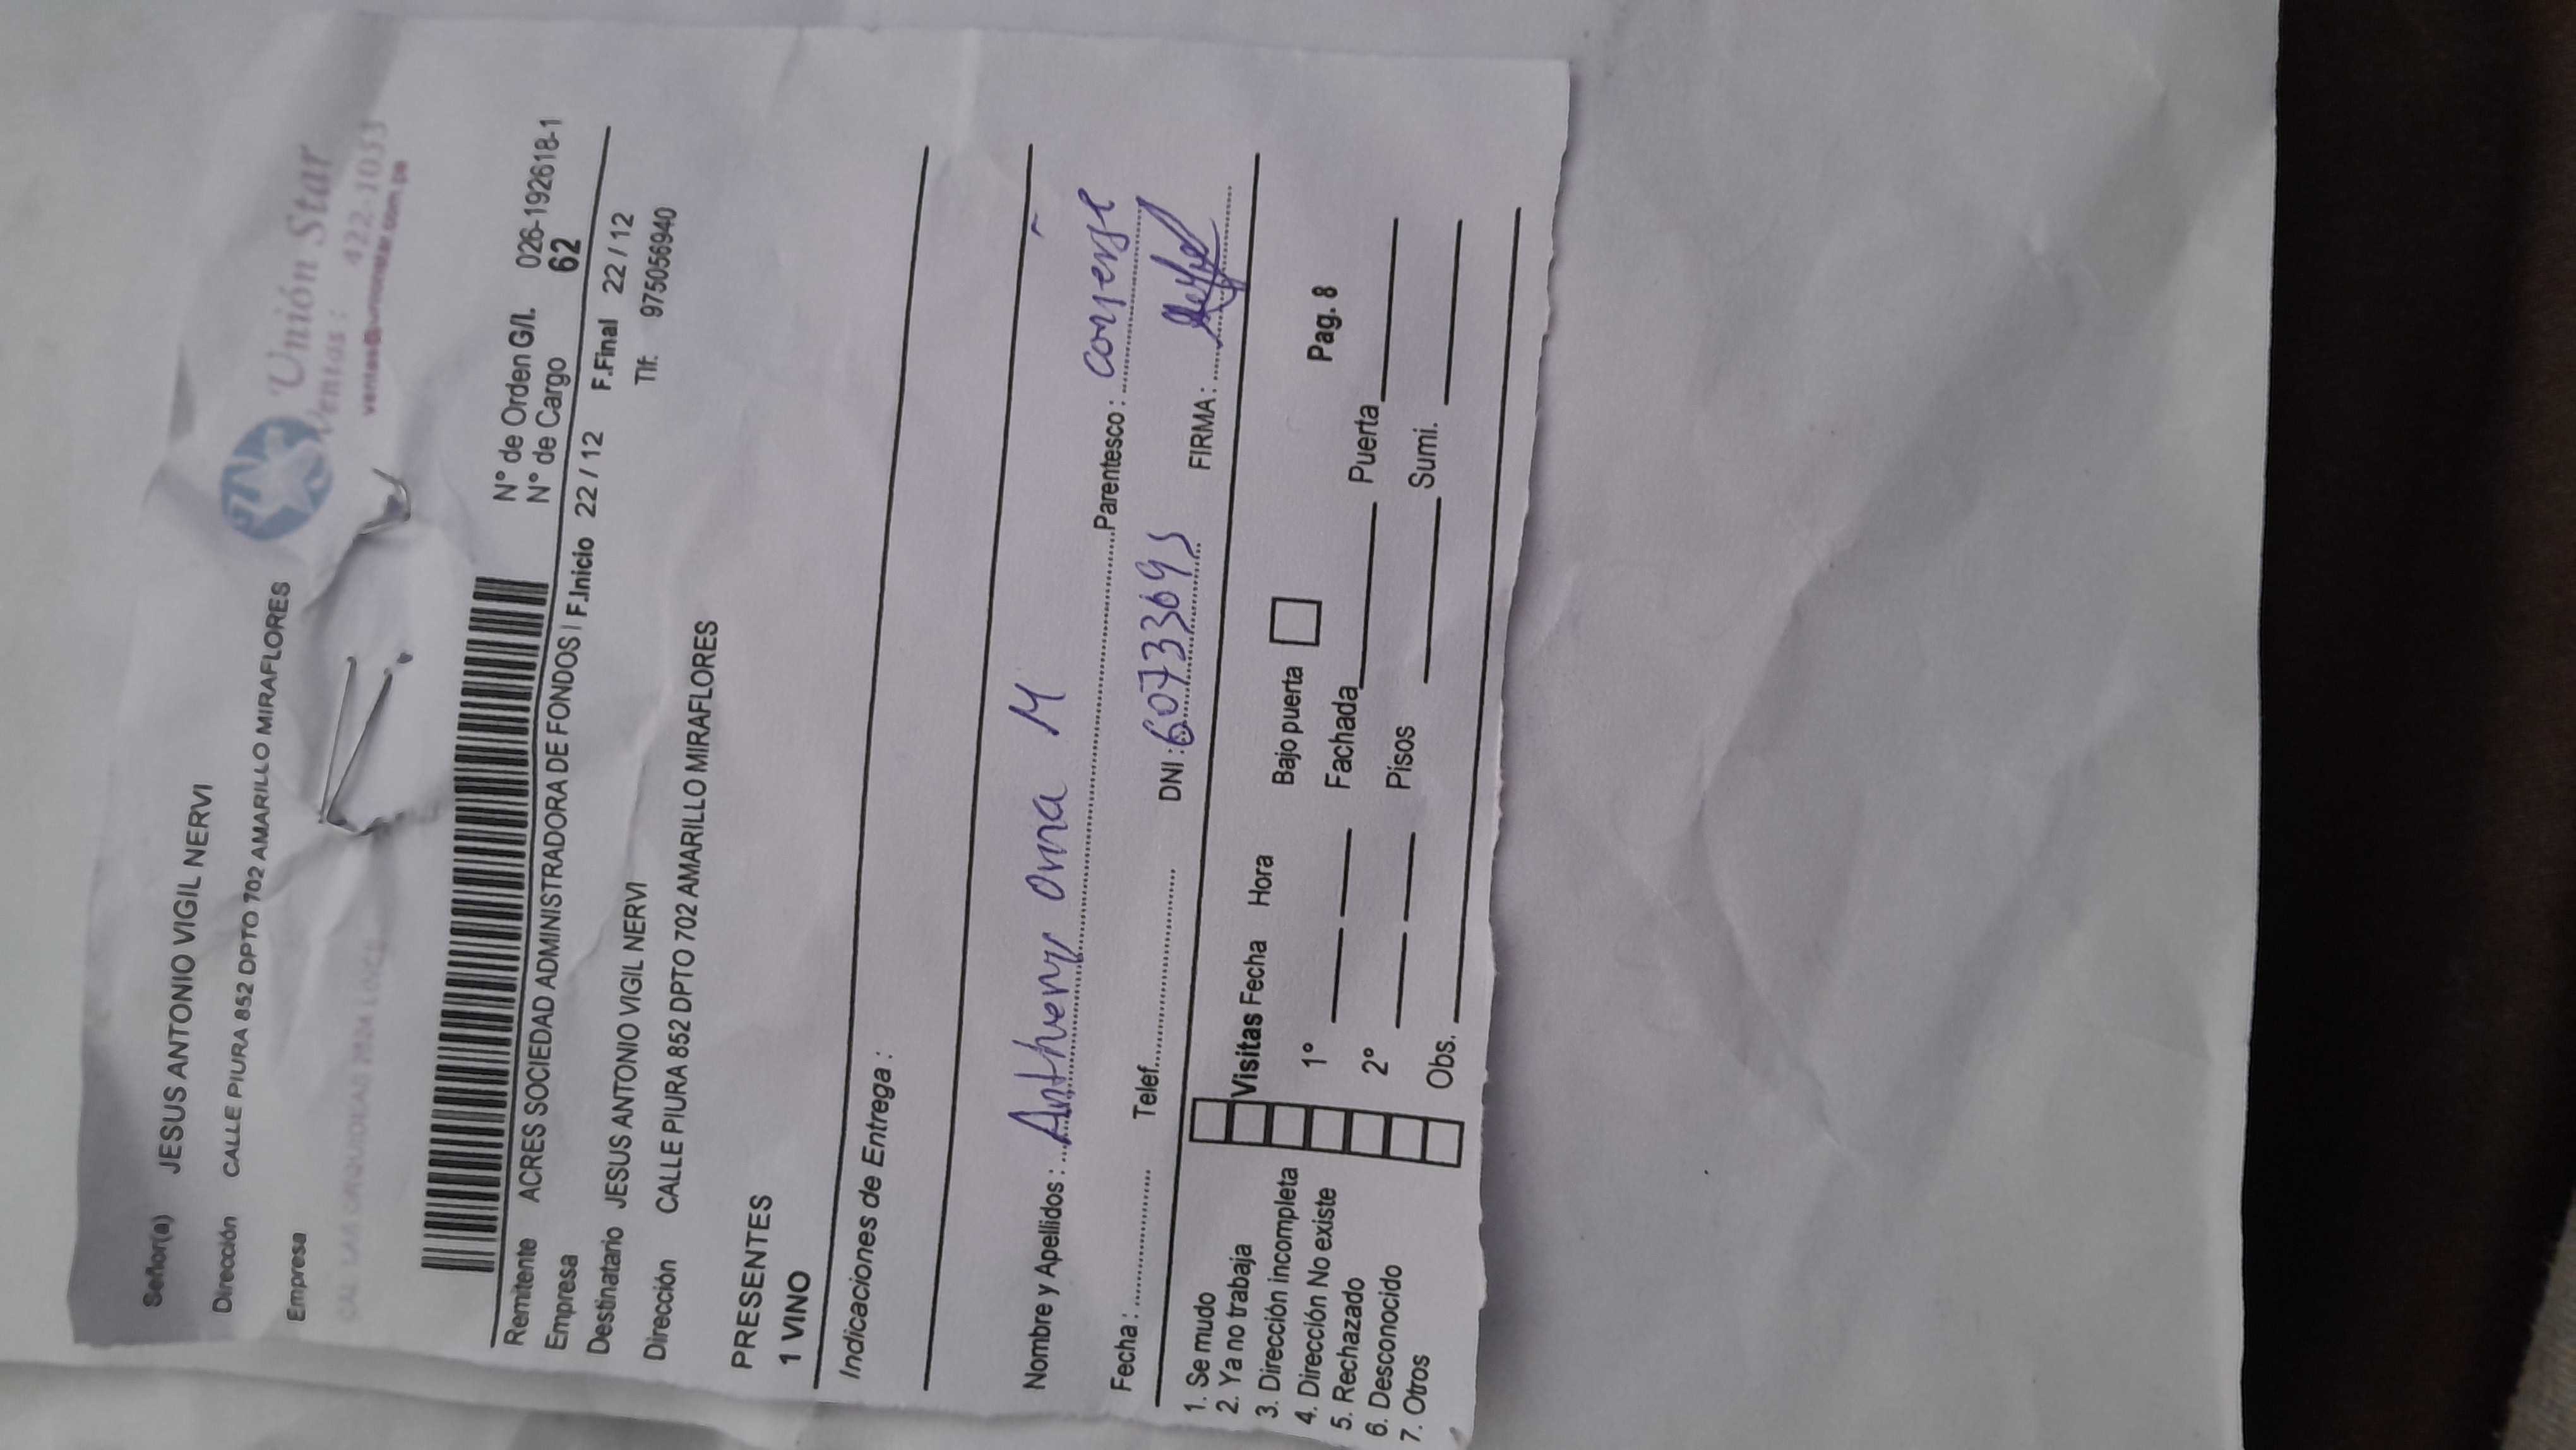 Señor(a) JESUS ANTONIO VIGIL NERVI
Dirección CALLE PIURA 852 DPTO 702 AMARILLO MIRAFLORES
Empresa
Unión Star
Ventas : 422-1033
ventas@unionstar.com.pe
N° de Orden G/I. 026-192618-1
N° de Cargo 62
Remitente ACRES SOCIEDAD ADMINISTRADORA DE FONDOS I F.Inicio 22 / 12 F.Final 22 / 12
Empresa Tlf. 975056940
Destinatario JESUS ANTONIO VIGIL NERVI
Dirección CALLE PIURA 852 DPTO 702 AMARILLO MIRAFLORES
PRESENTES
1 VINO
Indicaciones de Entrega :
Nombre y Apellidos : Anthony M
Parentesco : conserje
Fecha : Telef. DNI : 60733695 FIRMA :
1. Se mudo
2. Ya no trabaja
3. Dirección incompleta
4. Dirección No existe
5. Rechazado
6. Desconocido
7. Otros
Visitas Fecha Hora Bajo puerta Pag. 8
1° Fachada Puerta
2° Pisos Sumi.
Obs.